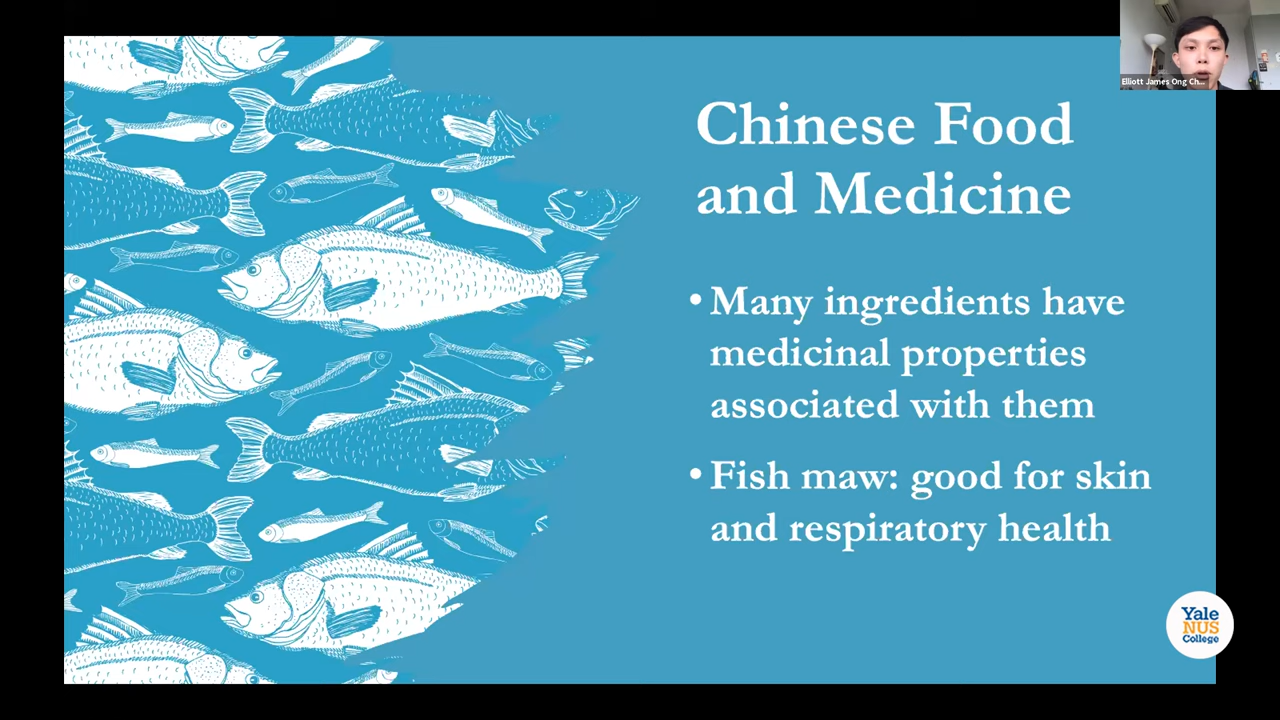 Elliott James Ong Ch...
Chinese Food
and Medicine
• Many ingredients have
medicinal properties
associated with them
• Fish maw: good for skin
and respiratory health
Yale
NUS
College